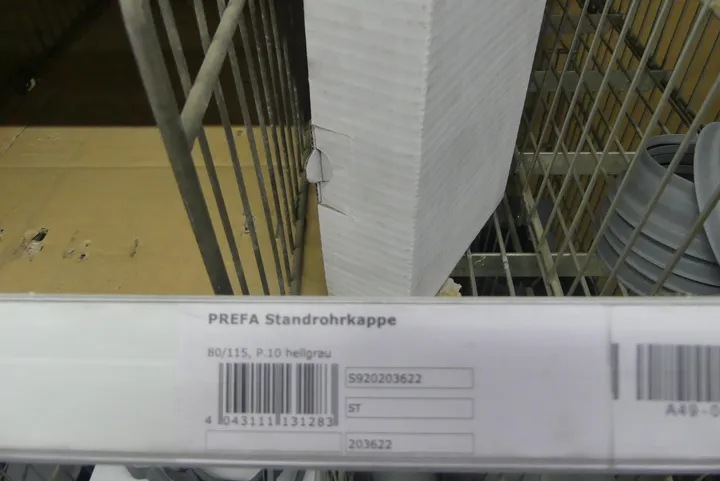 PREFA Standrohrkappe
80/115, P.10 hellgrau
S920203622
ST
4 043111 131283
203622
A49-0